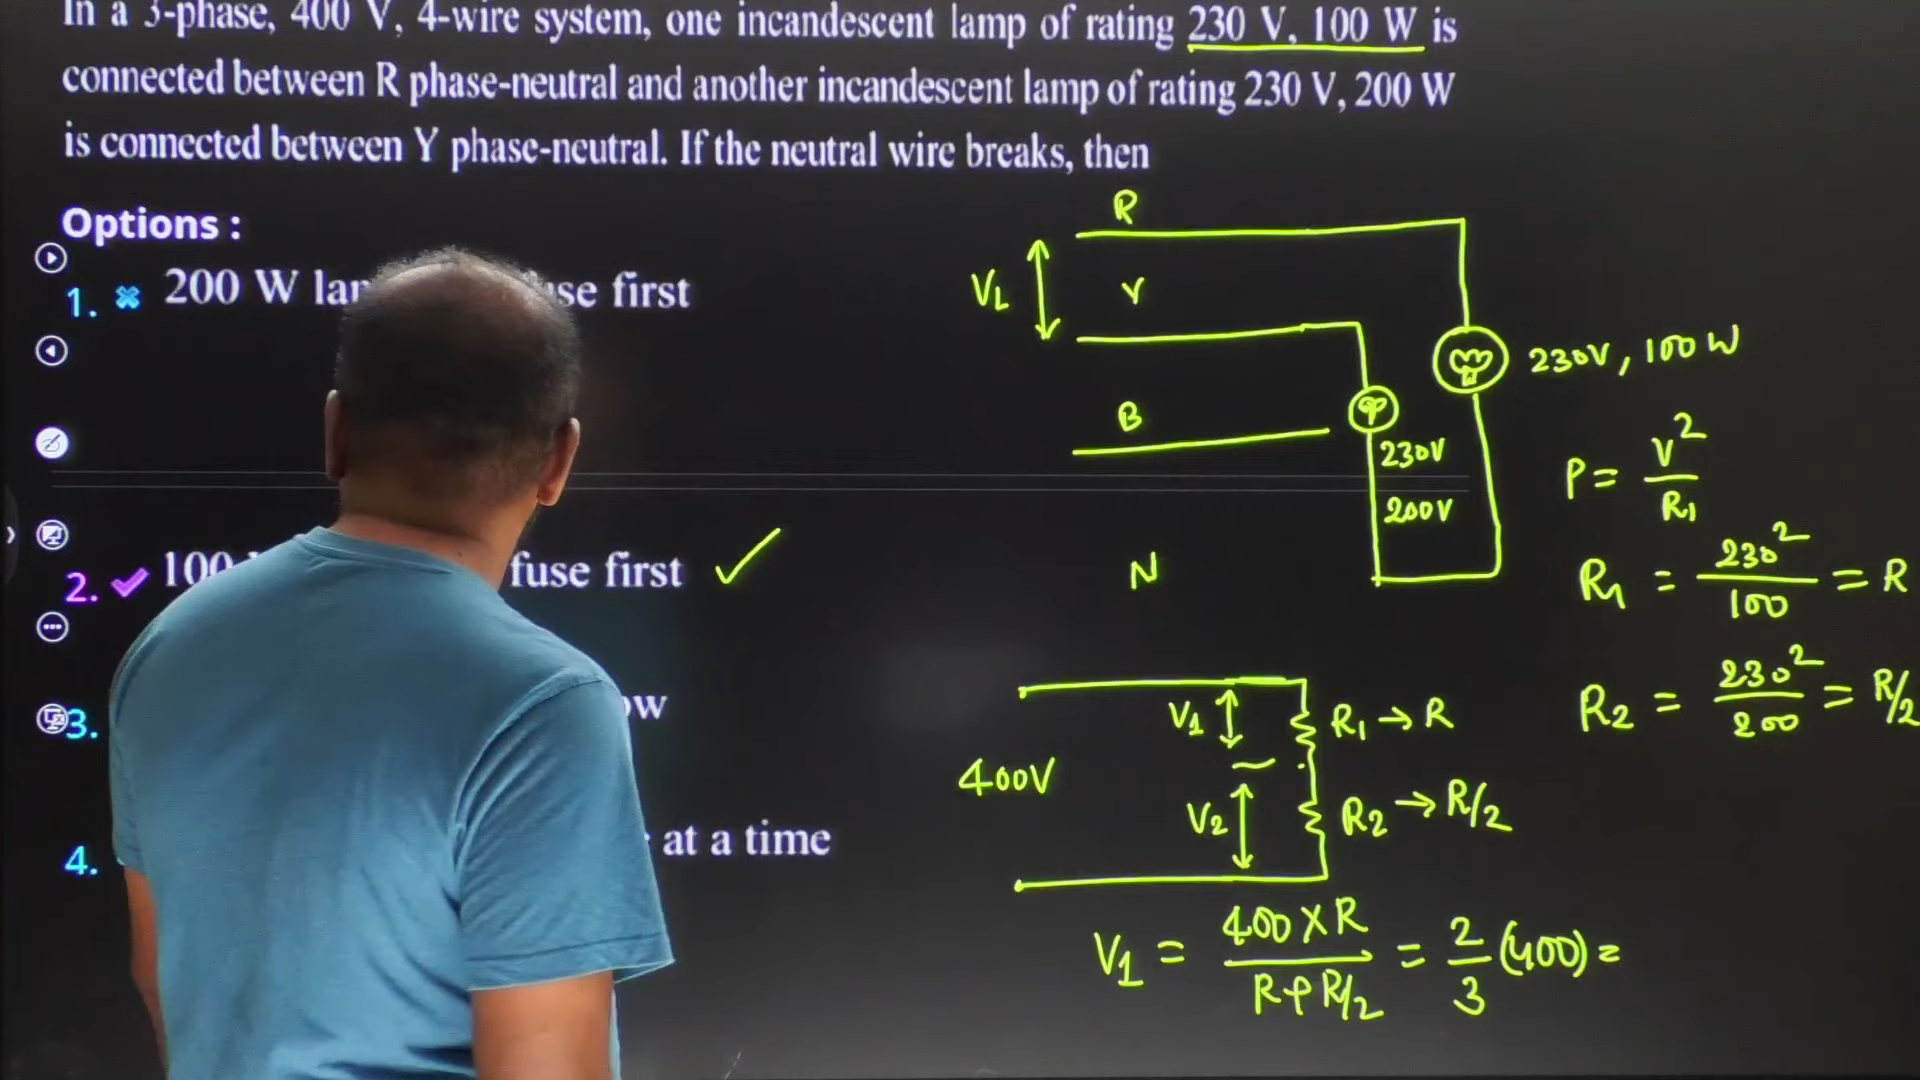 In a 3-phase, 400 V, 4-wire system, one incandescent lamp of rating 230 V, 100 W is
connected between R phase-neutral and another incandescent lamp of rating 230 V, 200 W
is connected between Y phase-neutral. If the neutral wire breaks, then
Options :
1. 200 W fuse first
2. 100 fuse first ✓
3.
4. at a time
R
VL
Y
B
N
230V, 100 W
230V
200V
P = V²/R1
R1 = 230²/100 = R
R2 = 230²/200 = R/2
400V
V1
R1 → R
V2
R2 → R/2
V1 = 400 X R / R+R/2 = 2/3 (400) =